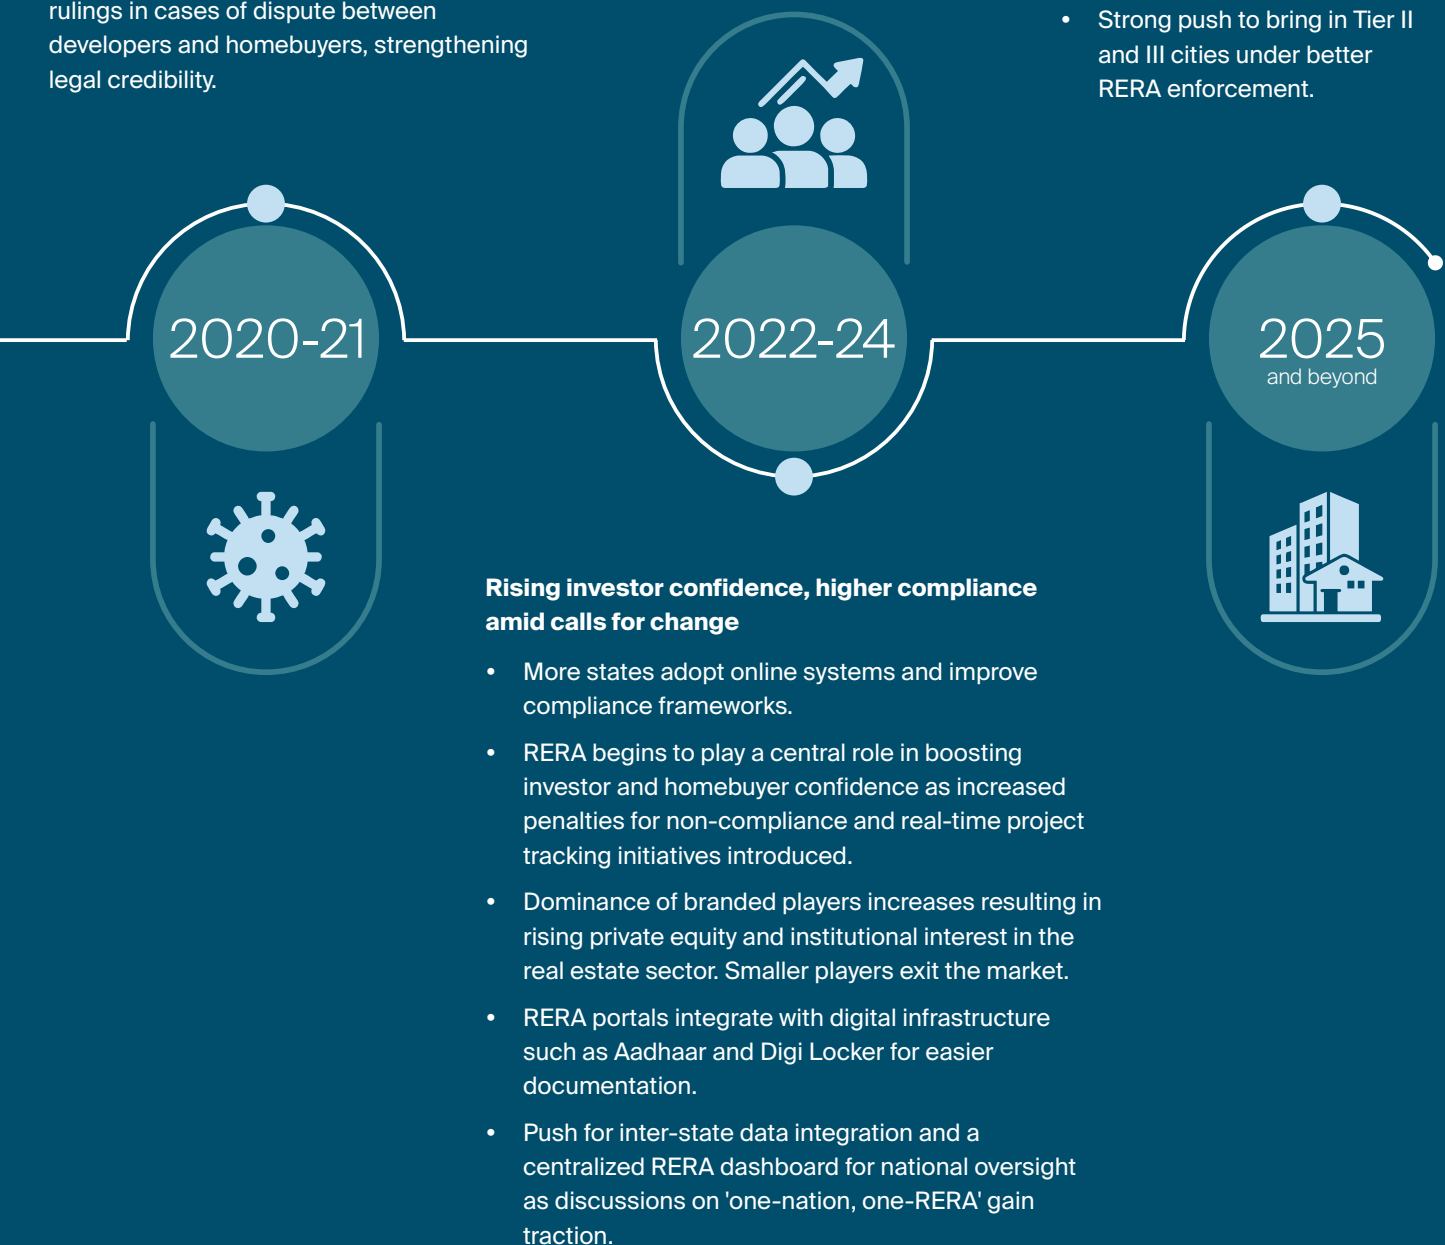 rulings in cases of dispute between
developers and homebuyers, strengthening
legal credibility.
• Strong push to bring in Tier II
and III cities under better
RERA enforcement.
2020-21
2022-24
2025
and beyond
Rising investor confidence, higher compliance
amid calls for change
• More states adopt online systems and improve
compliance frameworks.
• RERA begins to play a central role in boosting
investor and homebuyer confidence as increased
penalties for non-compliance and real-time project
tracking initiatives introduced.
• Dominance of branded players increases resulting in
rising private equity and institutional interest in the
real estate sector. Smaller players exit the market.
• RERA portals integrate with digital infrastructure
such as Aadhaar and Digi Locker for easier
documentation.
• Push for inter-state data integration and a
centralized RERA dashboard for national oversight
as discussions on 'one-nation, one-RERA' gain
traction.